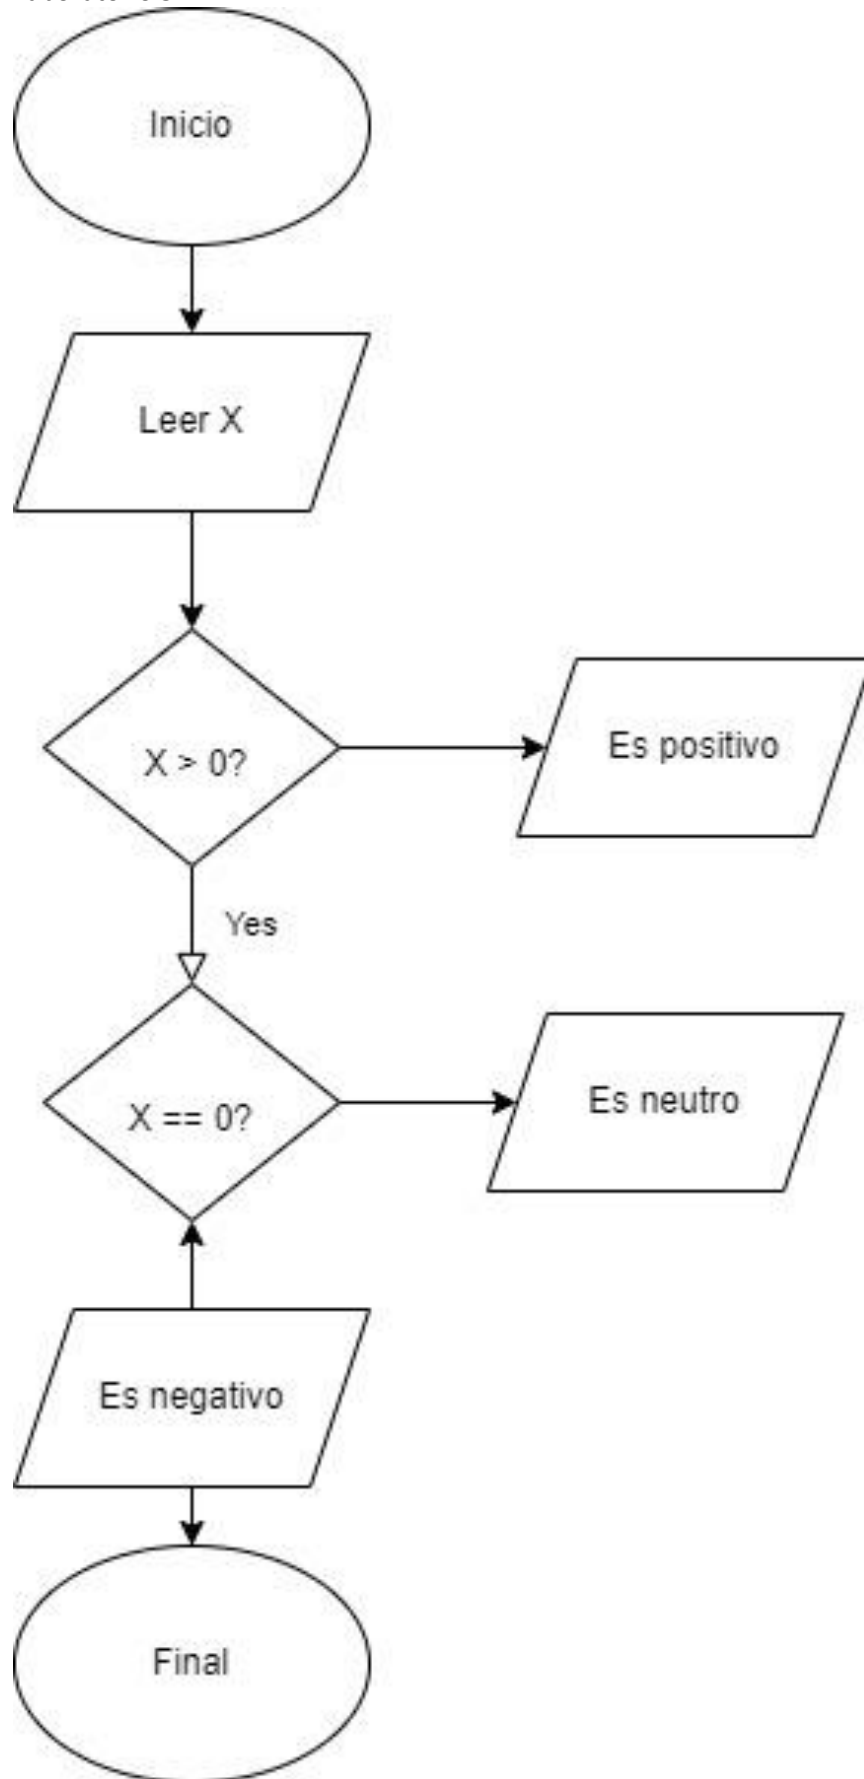 Inicio
Leer X
X > 0?
Es positivo
Yes
X == 0?
Es neutro
Es negativo
Final